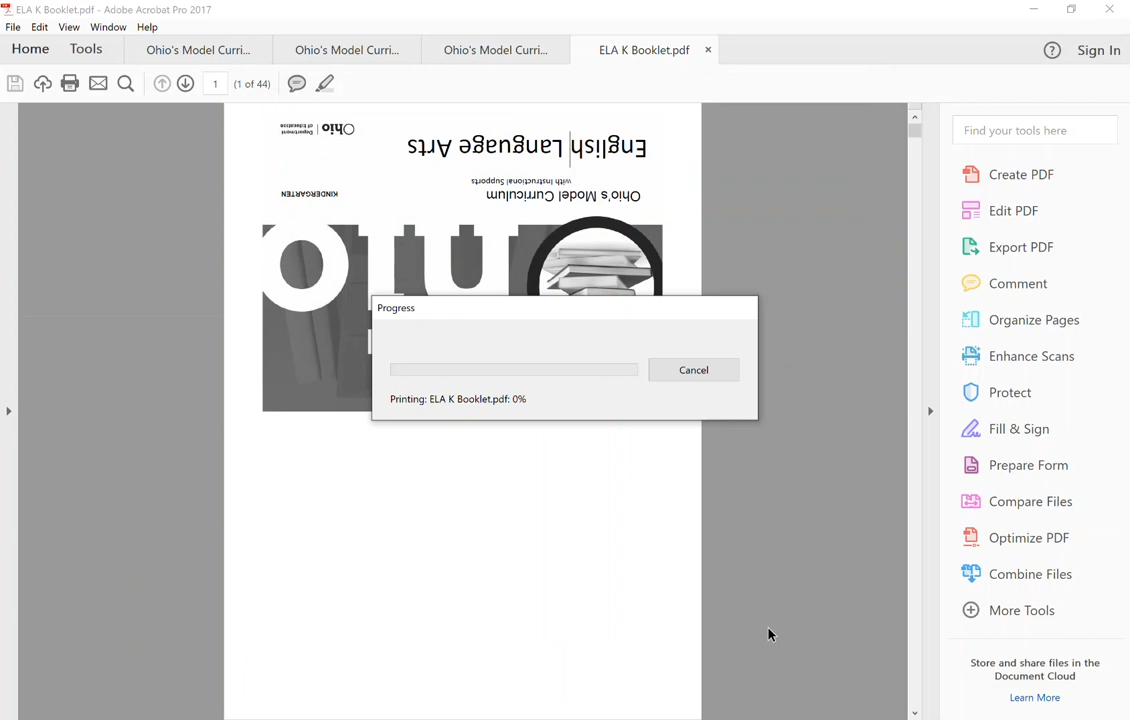 ELA K Booklet.pdf - Adobe Acrobat Pro 2017
File Edit View Window Help
Home Tools Ohio's Model Curri... Ohio's Model Curri... Ohio's Model Curri... ELA K Booklet.pdf × ? Sign In
1 (1 of 44)
Ohio | Department of Education
English Language Arts
with Instructional Supports
Ohio's Model Curriculum
KINDERGARTEN
Progress
Cancel
Printing: ELA K Booklet.pdf: 0%
Find your tools here
Create PDF
Edit PDF
Export PDF
Comment
Organize Pages
Enhance Scans
Protect
Fill & Sign
Prepare Form
Compare Files
Optimize PDF
Combine Files
More Tools
Store and share files in the
Document Cloud
Learn More